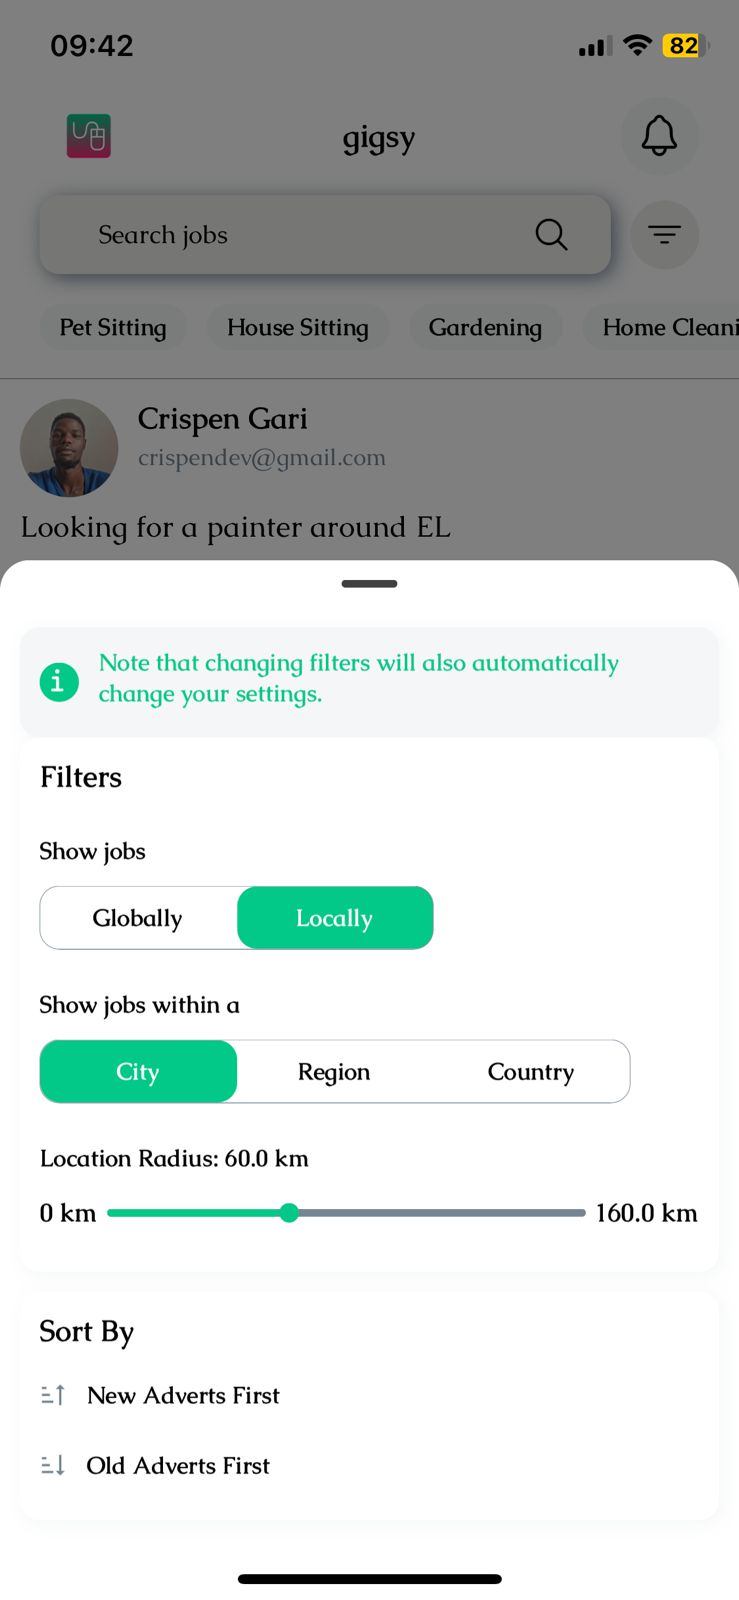 09:42
82
gigsy
Search jobs
Pet Sitting House Sitting Gardening Home Cleani
Crispen Gari
crispendev@gmail.com
Looking for a painter around EL
Note that changing filters will also automatically
change your settings.
Filters
Show jobs
Globally Locally
Show jobs within a
City Region Country
Location Radius: 60.0 km
0 km 160.0 km
Sort By
New Adverts First
Old Adverts First